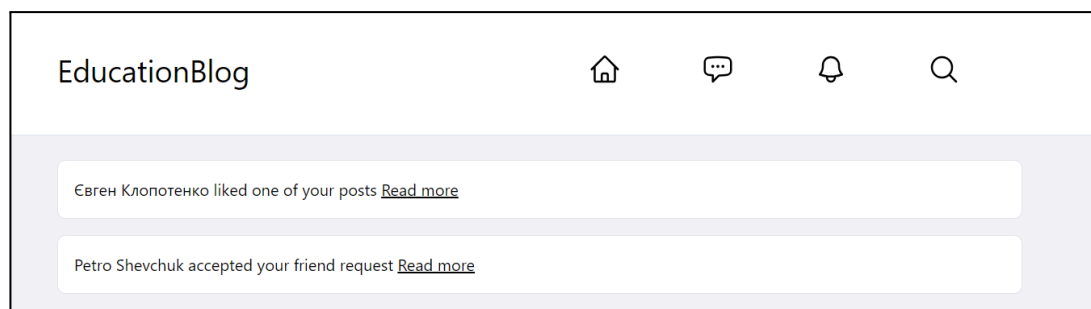 EducationBlog
Євген Клопотенко liked one of your posts Read more
Petro Shevchuk accepted your friend request Read more